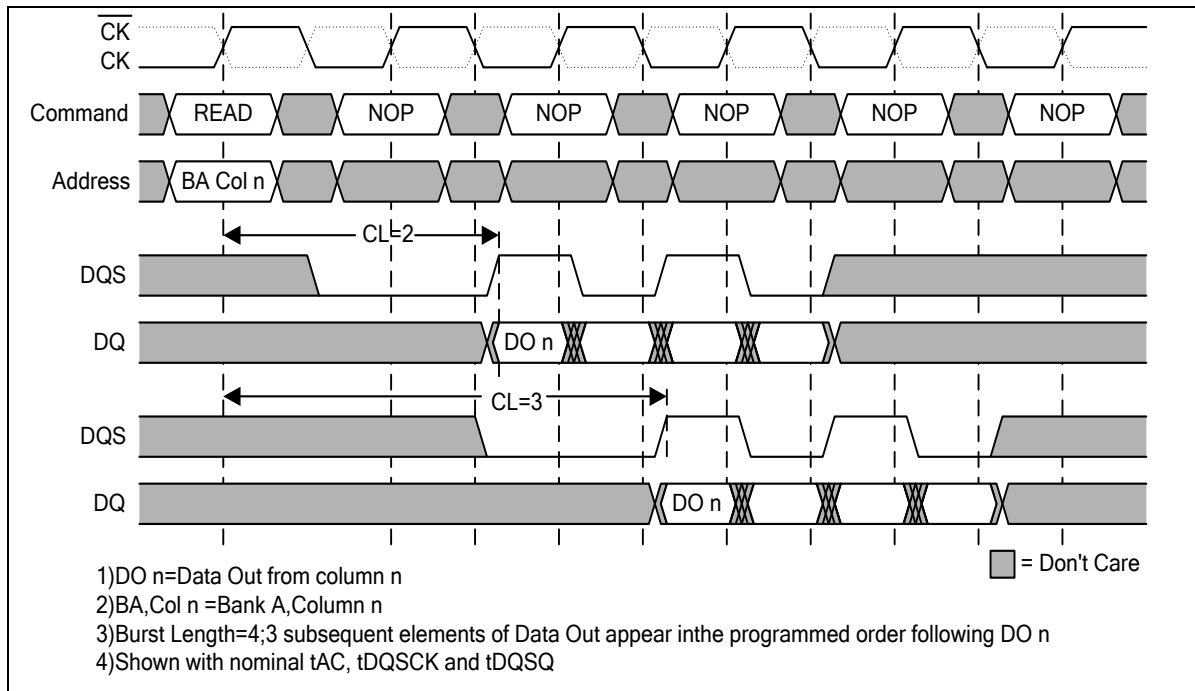 CK
CK
Command READ NOP NOP NOP NOP NOP
Address BA Col n
CL=2
DQS
DQ DO n
CL=3
DQS
DQ DO n
= Don't Care
1)DO n=Data Out from column n
2)BA,Col n =Bank A,Column n
3)Burst Length=4;3 subsequent elements of Data Out appear inthe programmed order following DO n
4)Shown with nominal tAC, tDQSCK and tDQSQ